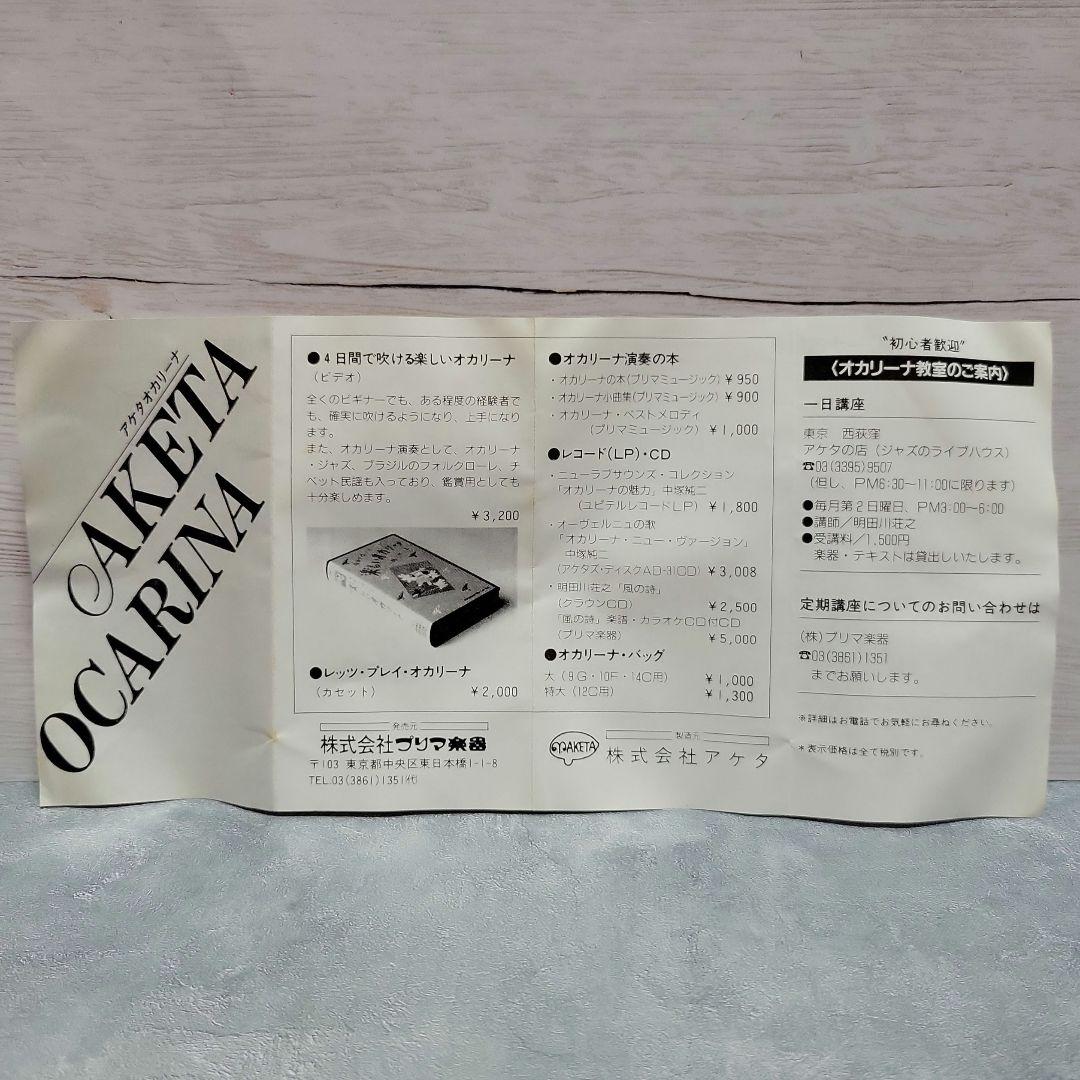 アケタオカリーナ
AKETA
OCARINA
●4日間で吹ける楽しいオカリーナ
（ビデオ）
全くのビギナーでも、ある程度の経験者で
も、確実に吹けるようになり、上手になり
ます。
また、オカリーナ演奏として、オカリーナ
・ジャズ、ブラジルのフォルクローレ、チ
ベット民謡も入っており、鑑賞用としても
十分楽しめます。
￥3,200
●レッツ・プレイ・オカリーナ
（カセット） ￥2,000
発売元
株式会社プリマ楽器
〒103 東京都中央区東日本橋1-1-8
TEL.03(3861)1351代
●オカリーナ演奏の本
・オカリーナの本(プリマミュージック) ￥950
・オカリーナ小曲集(プリマミュージック) ￥900
・オカリーナ・ベストメロディ
（プリマミュージック） ￥1,000
●レコード(LP)・CD
・ニューラブサウンズ・コレクション
「オカリーナの魅力」中塚純二
（ユピテルレコードLP） ￥1,800
・オーヴェルニュの歌
「オカリーナ・ニュー・ヴァージョン」
中塚純二
（アケタズ・ディスクAD-31CD） ￥3,008
・明田川荘之「風の詩」
（クラウンCD） ￥2,500
「風の詩」楽譜・カラオケCD付CD
（プリマ楽器） ￥5,000
●オカリーナ・バッグ
大（8G・10F・14C用） ￥1,000
特大（12C用） ￥1,300
製造元
AKETA
株式会社アケタ
"初心者歓迎"
《オカリーナ教室のご案内》
一日講座
東京 西荻窪
アケタの店（ジャズのライブハウス）
☎03(3395)9507
（但し、PM6:30〜11:00に限ります）
●毎月第2日曜日、PM3:00〜6:00
●講師／明田川荘之
●受講料／1,500円
楽器・テキストは貸出しいたします。
定期講座についてのお問い合わせは
（株）プリマ楽器
☎03(3861)1351
までお願いします。
※詳細はお電話でお気軽にお尋ねください。
＊表示価格は全て税別です。